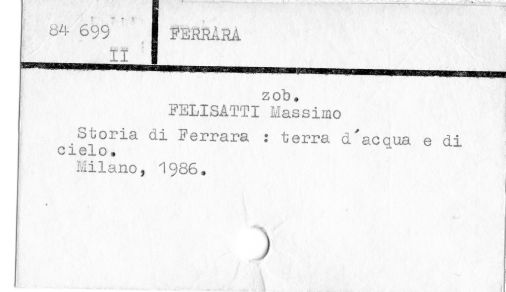 84 699
II
FERRARA
zob.
FELISATTI Massimo
Storia di Ferrara : terra d'acqua e di
cielo.
Milano, 1986.